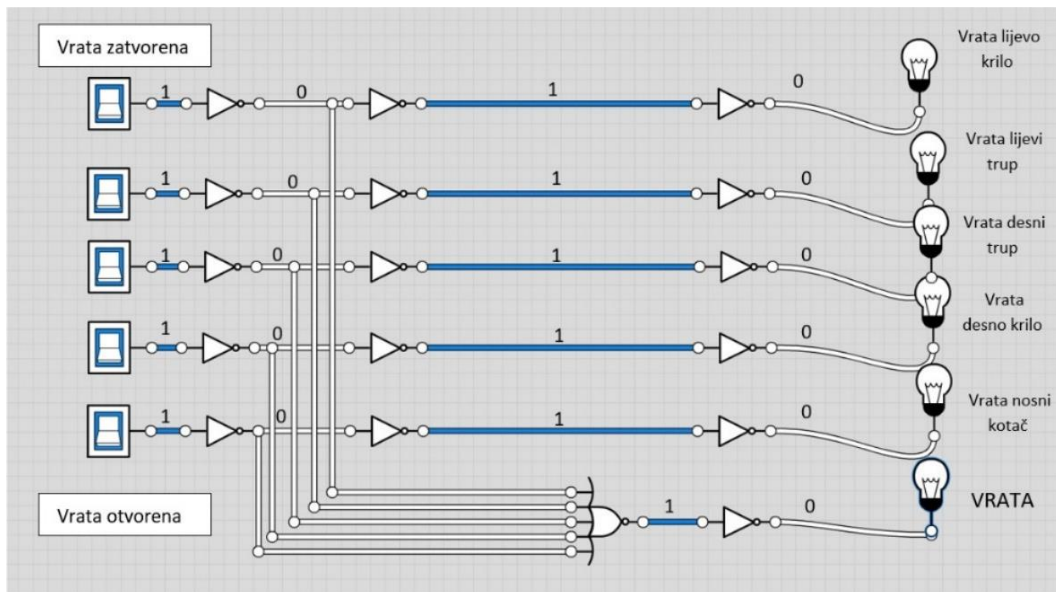 Vrata zatvorena
Vrata lijevo
krilo
1
0
1
0
Vrata lijevi
trup
1
0
1
0
Vrata desni
trup
1
0
1
0
Vrata
desno krilo
1
0
1
0
Vrata nosni
kotač
1
0
1
0
Vrata otvorena
1
0
VRATA